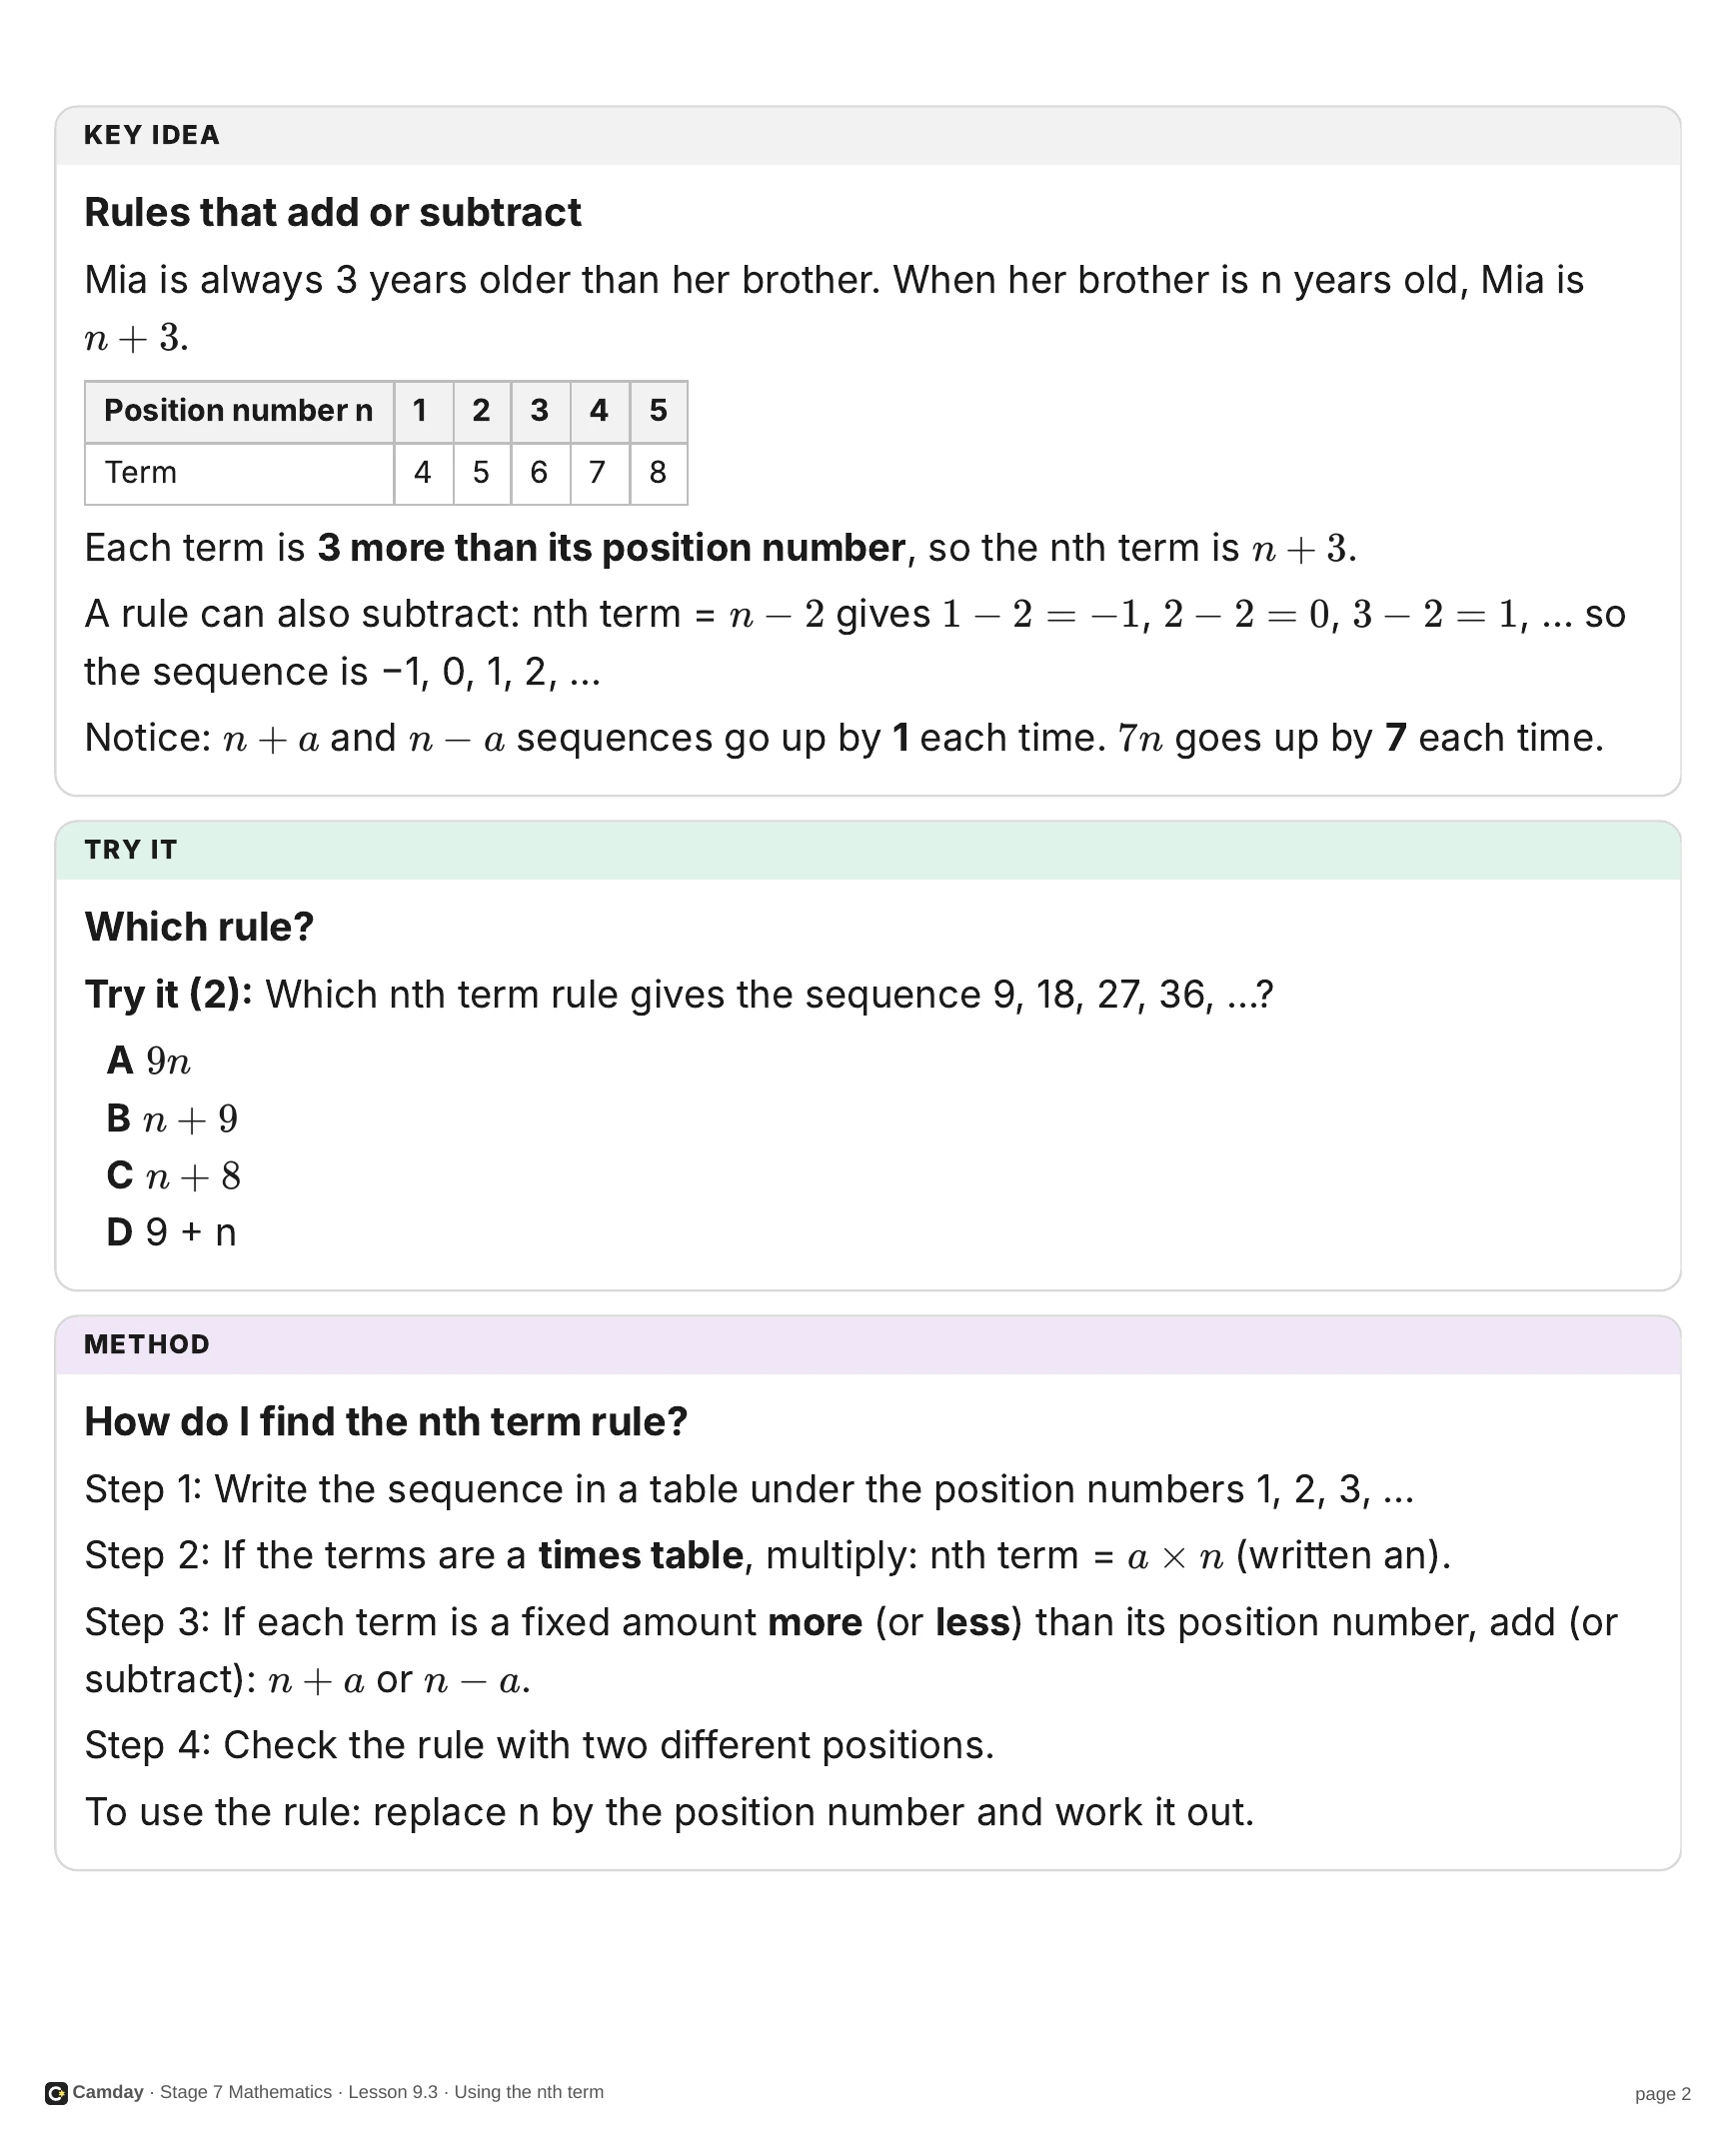 KEY IDEA
Rules that add or subtract
Mia is always 3 years older than her brother. When her brother is n years old, Mia is
n + 3.
Position number n 1 2 3 4 5
Term 4 5 6 7 8
Each term is 3 more than its position number, so the nth term is n + 3.
A rule can also subtract: nth term = n − 2 gives 1 − 2 = −1, 2 − 2 = 0, 3 − 2 = 1, ... so
the sequence is −1, 0, 1, 2, ...
Notice: n + a and n − a sequences go up by 1 each time. 7n goes up by 7 each time.
TRY IT
Which rule?
Try it (2): Which nth term rule gives the sequence 9, 18, 27, 36, ...?
A 9n
B n + 9
C n + 8
D 9 + n
METHOD
How do I find the nth term rule?
Step 1: Write the sequence in a table under the position numbers 1, 2, 3, ...
Step 2: If the terms are a times table, multiply: nth term = a × n (written an).
Step 3: If each term is a fixed amount more (or less) than its position number, add (or
subtract): n + a or n − a.
Step 4: Check the rule with two different positions.
To use the rule: replace n by the position number and work it out.
Camday · Stage 7 Mathematics · Lesson 9.3 · Using the nth term
page 2